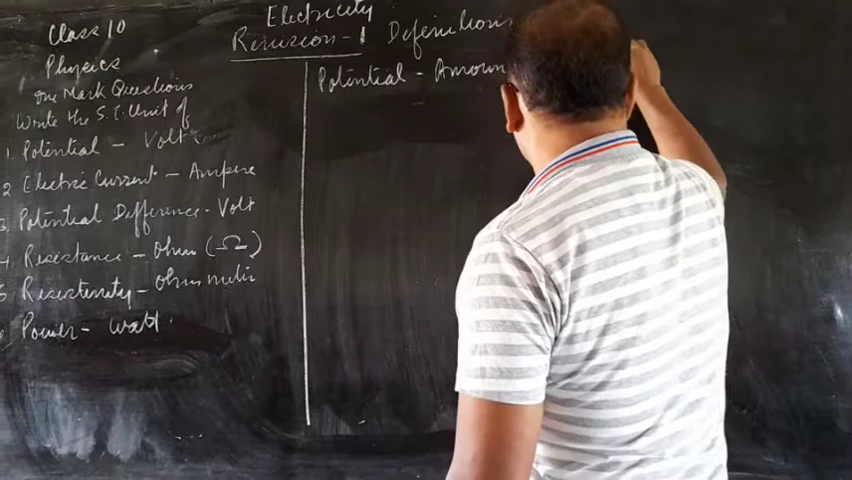 Class 10
Physics
One Mark Questions
Write the S.I. Unit of
1 Potential - Volt
2 Electric Current - Ampere
3 Potential Difference - Volt
4 Resistance - Ohm (Ω)
5 Resistivity - Ohm metre
6 Power - Watt
Electricity
Revision - 1 Definitions
Potential - Amoun